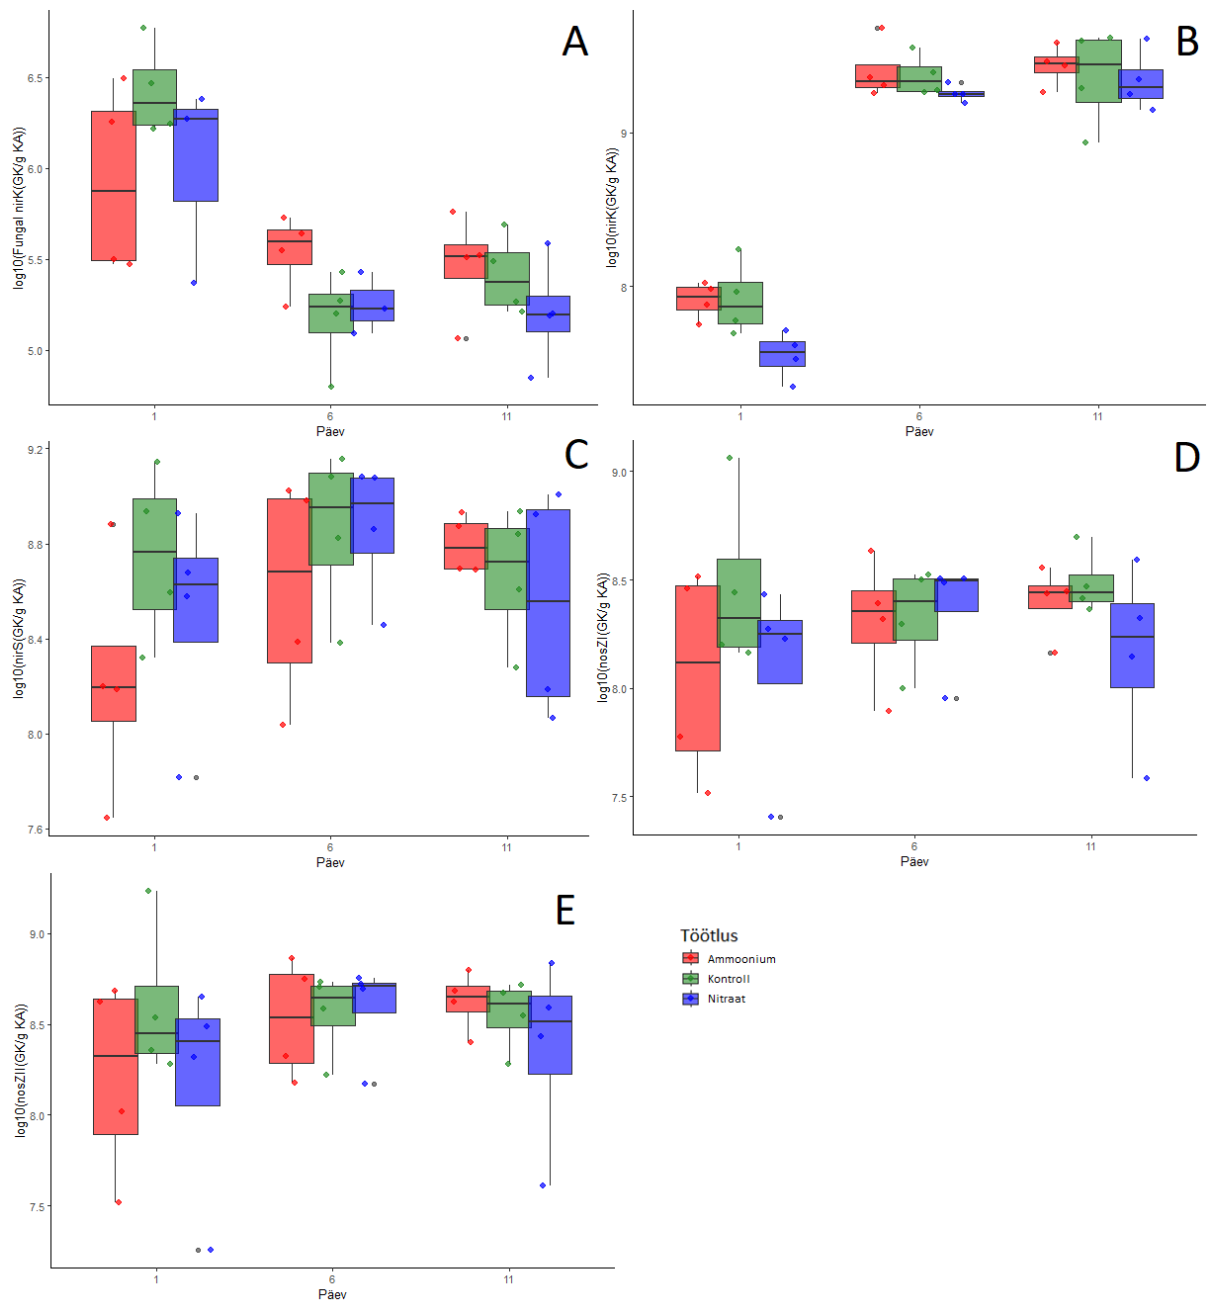 A
log10(Fungal nirK(GK/g KA))
6.5
6.0
5.5
5.0
1
6
11
Päev
B
log10(nirK(GK/g KA))
9
8
1
6
11
Päev
C
log10(nirS(GK/g KA))
9.2
8.8
8.4
8.0
7.6
1
6
11
Päev
D
log10(nosZI(GK/g KA))
9.0
8.5
8.0
7.5
1
6
11
Päev
E
log10(nosZII(GK/g KA))
9.0
8.5
8.0
7.5
1
6
11
Päev
Töötlus
Ammoonium
Kontroll
Nitraat